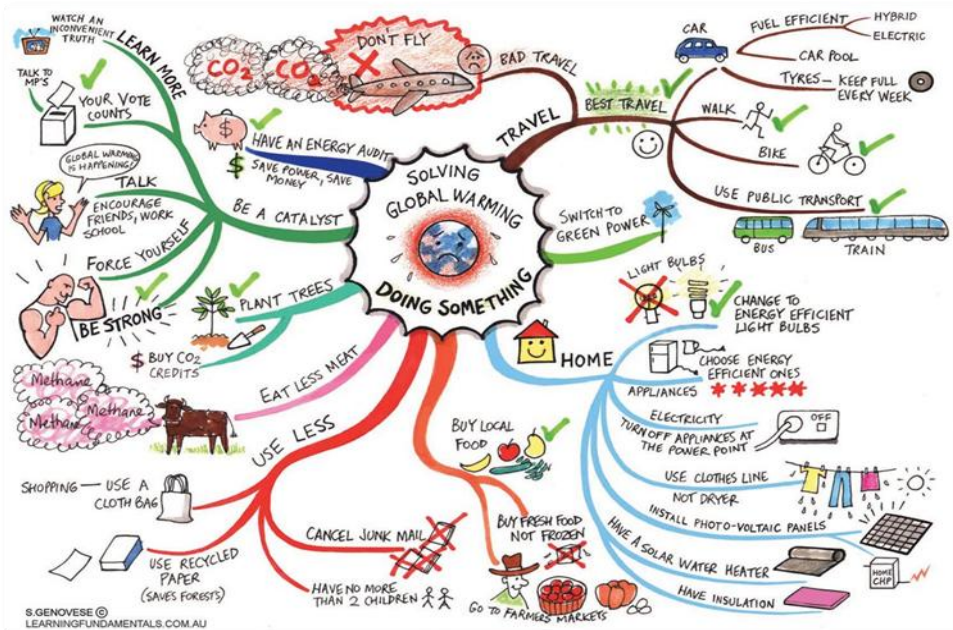 SOLVING
GLOBAL WARMING
DOING SOMETHING
TRAVEL
BAD TRAVEL
DON'T FLY
CO2
CO2
BEST TRAVEL
CAR
FUEL EFFICIENT
HYBRID
ELECTRIC
CAR POOL
TYRES — KEEP FULL
EVERY WEEK
WALK
BIKE
USE PUBLIC TRANSPORT
BUS
TRAIN
SWITCH TO
GREEN POWER
HOME
LIGHT BULBS
CHANGE TO
ENERGY EFFICIENT
LIGHT BULBS
APPLIANCES
CHOOSE ENERGY
EFFICIENT ONES
ELECTRICITY
TURN OFF APPLIANCES AT
THE POWER POINT
OFF
USE CLOTHES LINE
NOT DRYER
INSTALL PHOTO-VOLTAIC PANELS
HOME
CHP
HAVE A SOLAR WATER HEATER
HAVE INSULATION
BUY LOCAL
FOOD
BUY FRESH FOOD
NOT FROZEN
GO TO FARMERS MARKETS
USE LESS
SHOPPING — USE A
CLOTH BAG
USE RECYCLED
PAPER
(SAVES FORESTS)
CANCEL JUNK MAIL
HAVE NO MORE
THAN 2 CHILDREN
EAT LESS MEAT
Methane
Methane
Methane
PLANT TREES
$ BUY CO2
CREDITS
BE A CATALYST
LEARN MORE
WATCH AN
INCONVENIENT
TRUTH
YOUR VOTE
COUNTS
TALK TO
MP'S
TALK
GLOBAL WARMING
IS HAPPENING!
ENCOURAGE
FRIENDS, WORK
SCHOOL
FORCE YOURSELF
BE STRONG
HAVE AN ENERGY AUDIT
$
$ SAVE POWER, SAVE
MONEY
S.GENOVESE ©
LEARNINGFUNDAMENTALS.COM.AU